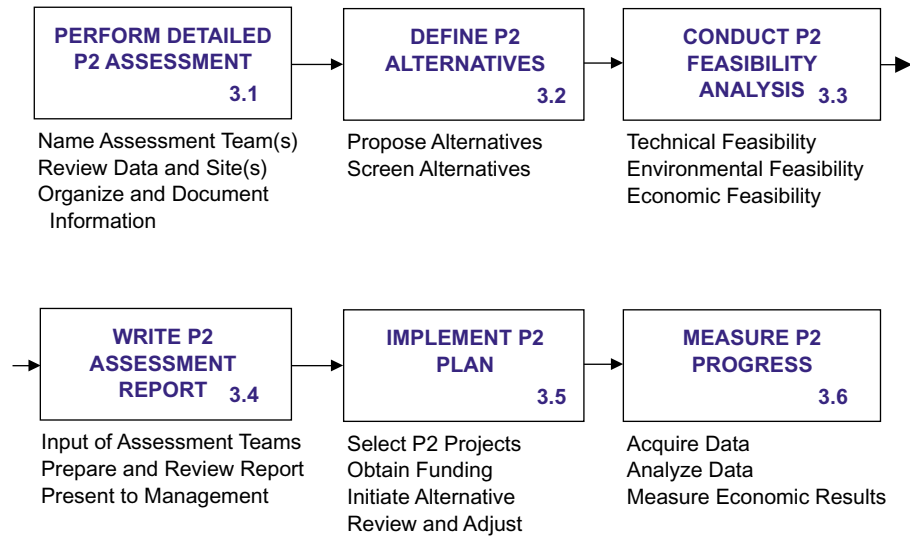 PERFORM DETAILED
P2 ASSESSMENT
3.1
Name Assessment Team(s)
Review Data and Site(s)
Organize and Document
Information
DEFINE P2
ALTERNATIVES
3.2
Propose Alternatives
Screen Alternatives
CONDUCT P2
FEASIBILITY
ANALYSIS 3.3
Technical Feasibility
Environmental Feasibility
Economic Feasibility
WRITE P2
ASSESSMENT
REPORT 3.4
Input of Assessment Teams
Prepare and Review Report
Present to Management
IMPLEMENT P2
PLAN
3.5
Select P2 Projects
Obtain Funding
Initiate Alternative
Review and Adjust
MEASURE P2
PROGRESS
3.6
Acquire Data
Analyze Data
Measure Economic Results